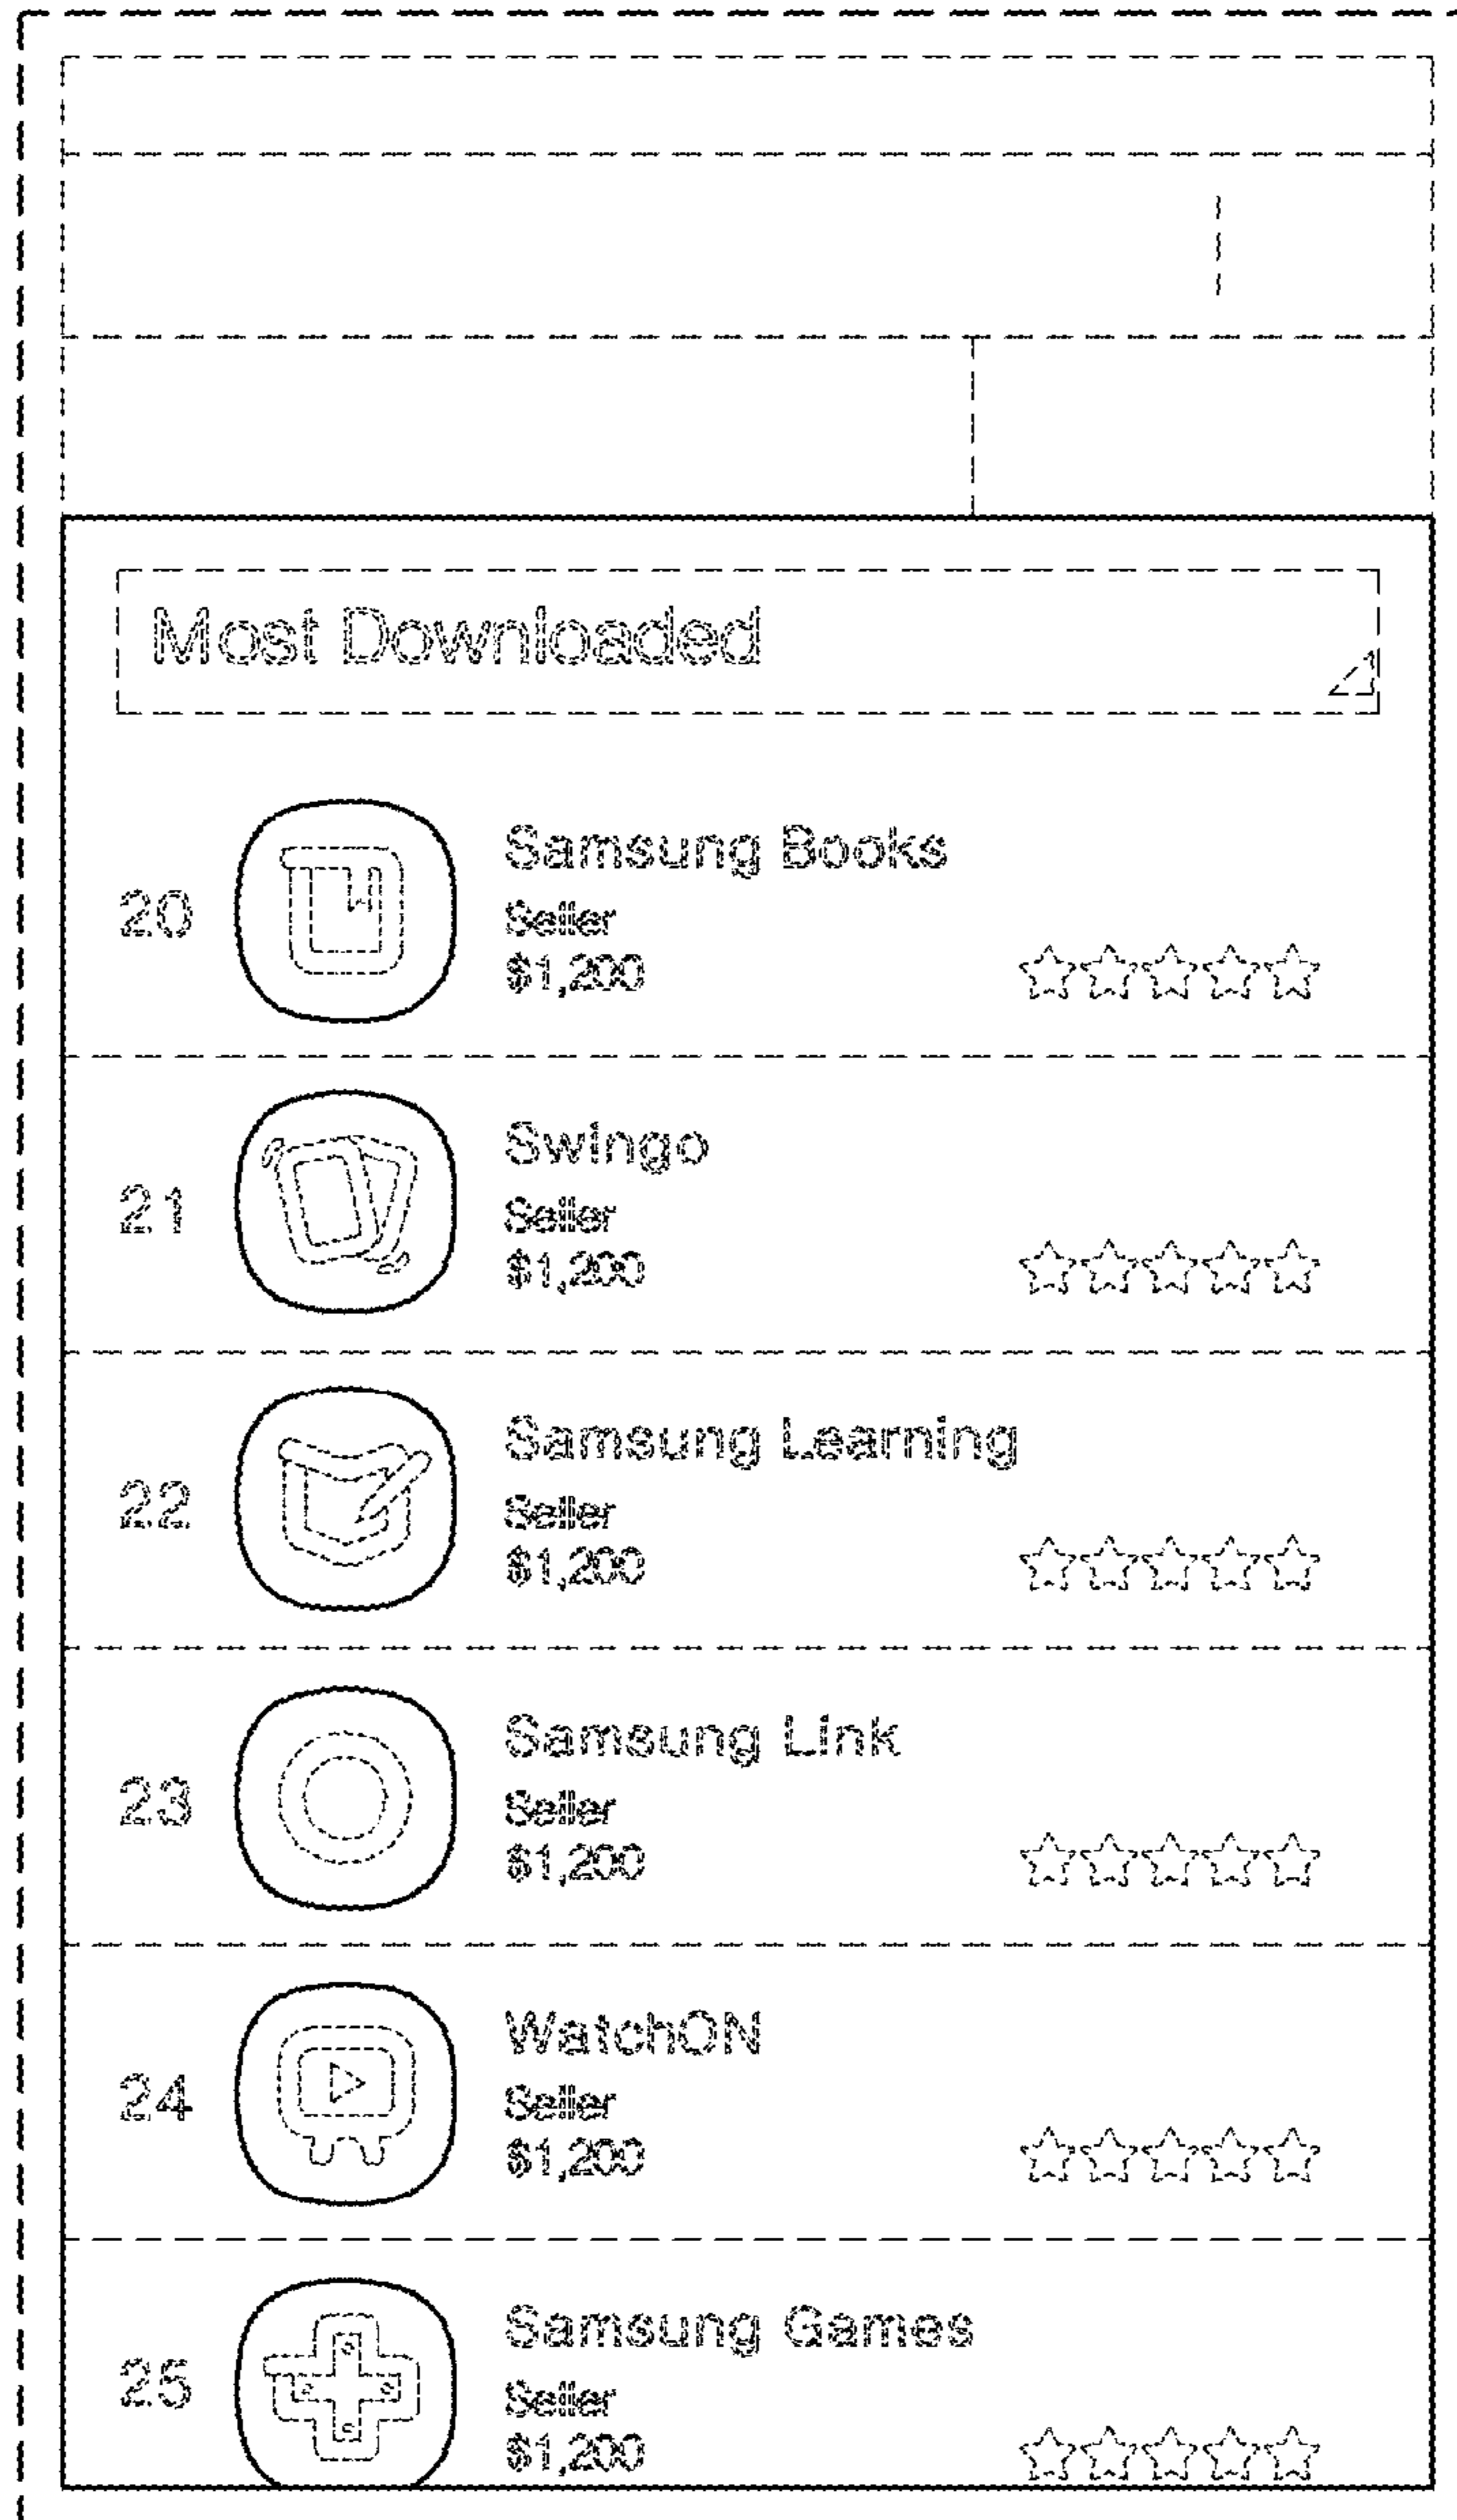 Most Downloaded
20
Samsung Books
Seller
$1,200
21
Swingo
Seller
$1,200
22
Samsung Learning
Seller
$1,200
23
Samsung Link
Seller
$1,200
24
WatchON
Seller
$1,200
25
Samsung Games
Seller
$1,200